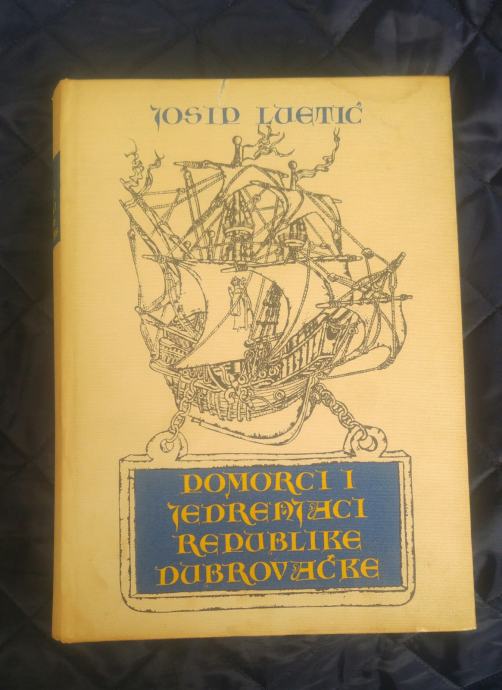 JOSIP LUETIĆ
POMORCI I
JEDRENJACI
REPUBLIKE
DUBROVAČKE